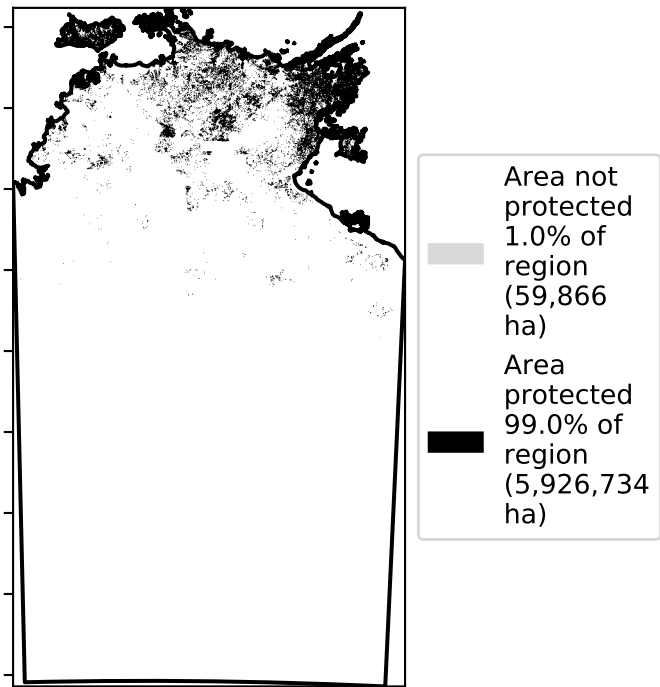 Area not
protected
1.0% of
region
(59,866
ha)
Area
protected
99.0% of
region
(5,926,734
ha)